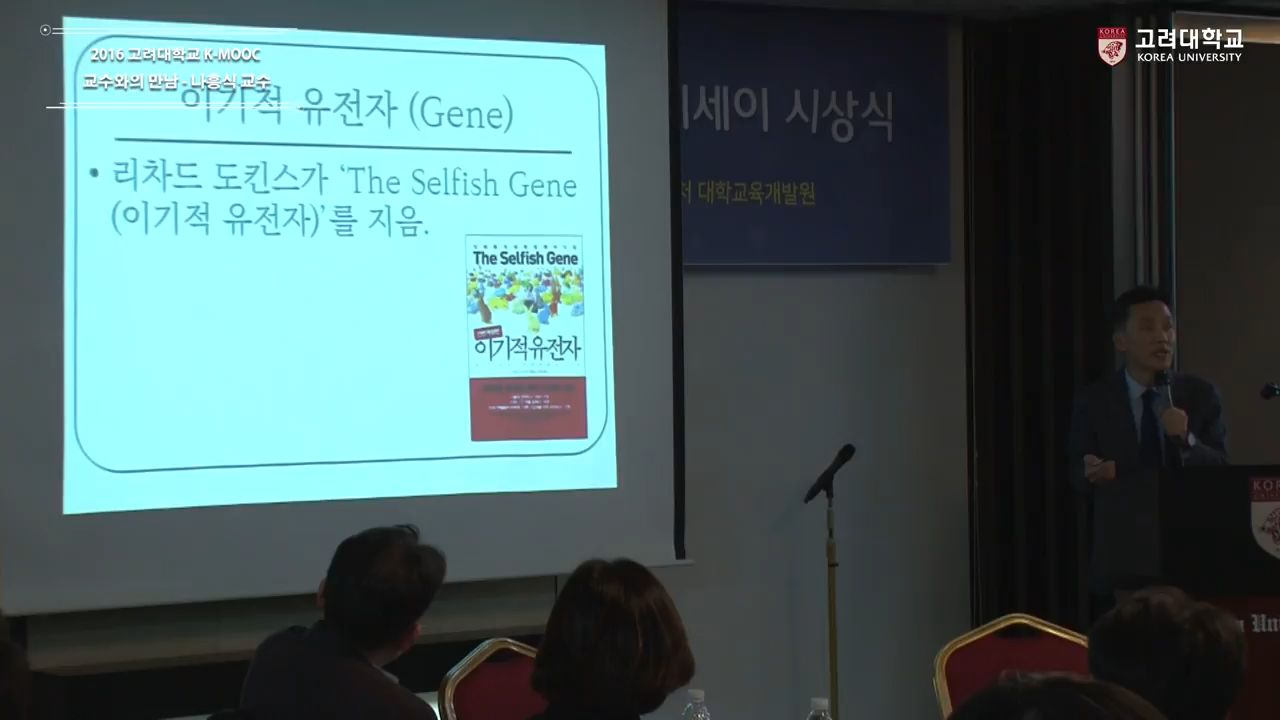 2016 고려대학교 K-MOOC
교수와의 만남 - 나흥식 교수
이기적 유전자 (Gene)
• 리차드 도킨스가 ‘The Selfish Gene
(이기적 유전자)’를 지음.
The Selfish Gene
이기적 유전자
세이 시상식
처 대학교육개발원
KOREA
고려대학교
KOREA UNIVERSITY
KOR